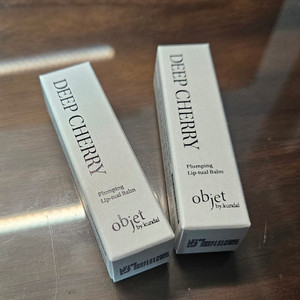 DEEP CHERRY
Plumping
Lip-tual Balm
objet
by.kundal
DEEP CHERRY
Plumping
Lip-tual Balm
objet
by.kundal